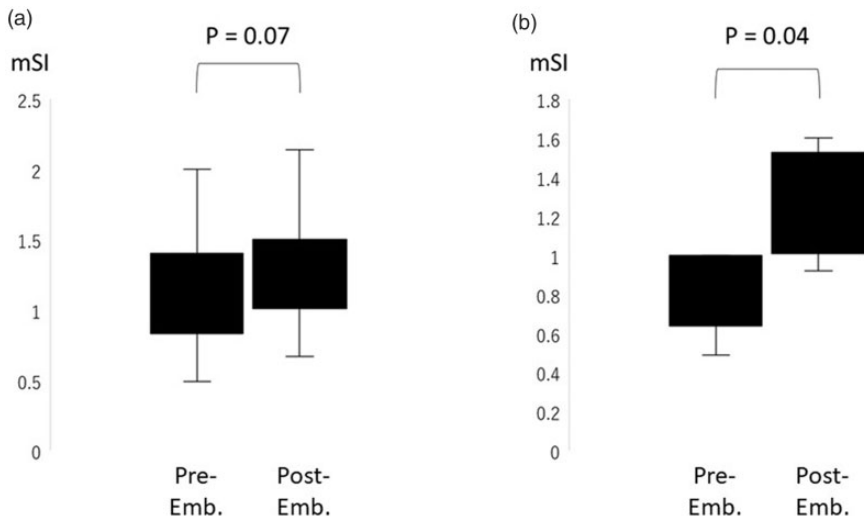 (a)
P = 0.07
mSI
2.5
2
1.5
1
0.5
0
Pre-
Emb.
Post-
Emb.
(b)
P = 0.04
mSI
1.8
1.6
1.4
1.2
1
0.8
0.6
0.4
0.2
0
Pre-
Emb.
Post-
Emb.